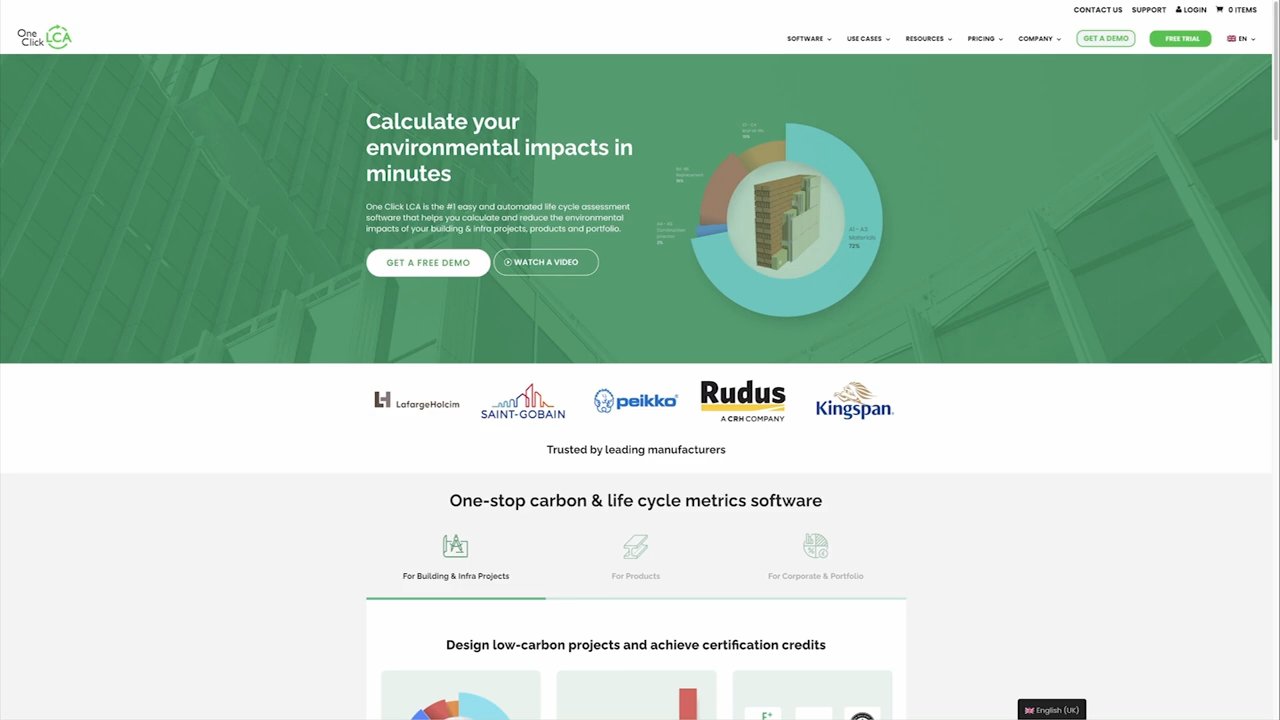 CONTACT US
SUPPORT
LOGIN
0 ITEMS
One
Click
LCA
SOFTWARE
USE CASES
RESOURCES
PRICING
COMPANY
GET A DEMO
FREE TRIAL
EN
Calculate your
environmental impacts in
minutes
One Click LCA is the #1 easy and automated life cycle assessment
software that helps you calculate and reduce the environmental
impacts of your building & infra projects, products and portfolio.
GET A FREE DEMO
WATCH A VIDEO
A1 - A3
Materials
72%
LafargeHolcim
SAINT-GOBAIN
peikko
Rudus
A CRH COMPANY
Kingspan.
Trusted by leading manufacturers
One-stop carbon & life cycle metrics software
For Building & Infra Projects
For Products
For Corporate & Portfolio
Design low-carbon projects and achieve certification credits
English (UK)